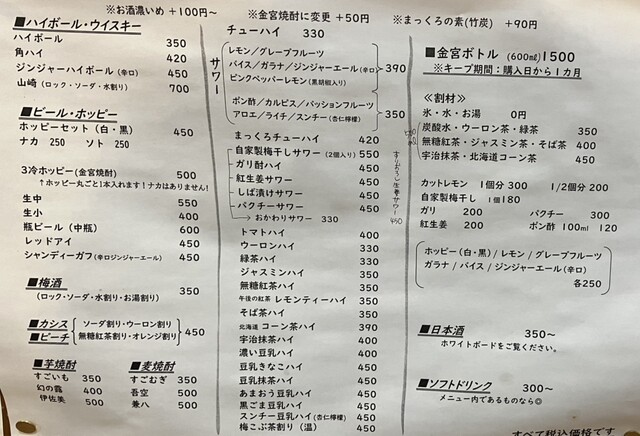 ※お酒濃いめ +100円~
※金宮焼酎に変更 +50円
※まっくろの素(竹炭) +90円
■ハイボール・ウイスキー
ハイボール 350
角ハイ 420
ジンジャーハイボール(辛口) 450
山崎(ロック・ソーダ・水割り) 700
■ビール・ホッピー
ホッピーセット(白・黒) 450
ナカ 250 ソト 250
3冷ホッピー(金宮焼酎) 500
↑ホッピー丸ごと1本入れます!ナカはありません!
生中 550
生小 400
瓶ビール(中瓶) 600
レッドアイ 450
シャンディーガフ(辛口ジンジャーエール) 450
■梅酒
(ロック・ソーダ・水割り・お湯割り) 350
■カシス
■ピーチ
ソーダ割り・ウーロン割り
無糖紅茶割り・オレンジ割り
450
■芋焼酎
すごいも 350
幻の露 400
伊佐美 500
■麦焼酎
すごむぎ 350
吾空 500
兼八 500
チューハイ 330
サワー
レモン/グレープフルーツ
バイス/ガラナ/ジンジャーエール(辛口)
ピンクペッパーレモン(黒胡椒入り)
390
ポン酢/カルピス/パッションフルーツ
アロエ/ライチ/スンチー(杏仁檸檬)
350
まっくろチューハイ 420
自家製梅干しサワー(2個入り) 550
ガリ酎ハイ 450
紅生姜サワー 450
しば漬けサワー 450
パクチーサワー 450
おかわりサワー 330
トマトハイ 400
ウーロンハイ 330
緑茶ハイ 330
ジャスミンハイ 350
無糖紅茶ハイ 350
午後の紅茶 レモンティーハイ 350
そば茶ハイ 350
北海道 コーン茶ハイ 390
宇治抹茶ハイ 400
濃い豆乳ハイ 400
豆乳きなこハイ 450
豆乳抹茶ハイ 450
あまおう豆乳ハイ 450
黒ごま豆乳ハイ 450
スンチー豆乳ハイ(杏仁檸檬) 450
梅こぶ茶割り(温) 450
■金宮ボトル(600㎖)1500
※キープ期間:購入日から1カ月
≪割材≫
氷・水・お湯 0円
炭酸水・ウーロン茶・緑茶 350
無糖紅茶・ジャスミン茶・そば茶 400
宇治抹茶・北海道コーン茶 450
カットレモン 1個分 300 1/2個分 200
自家製梅干し 1個 180
ガリ 200 パクチー 300
紅生姜 200 ポン酢 100ml 120
ホッピー(白・黒)/レモン/グレープフルーツ
ガラナ/バイス/ジンジャーエール(辛口)
各250
■日本酒 350~
ホワイトボードをご覧ください。
■ソフトドリンク 300~
メニュー内であるものなら◎
すべて税込価格です